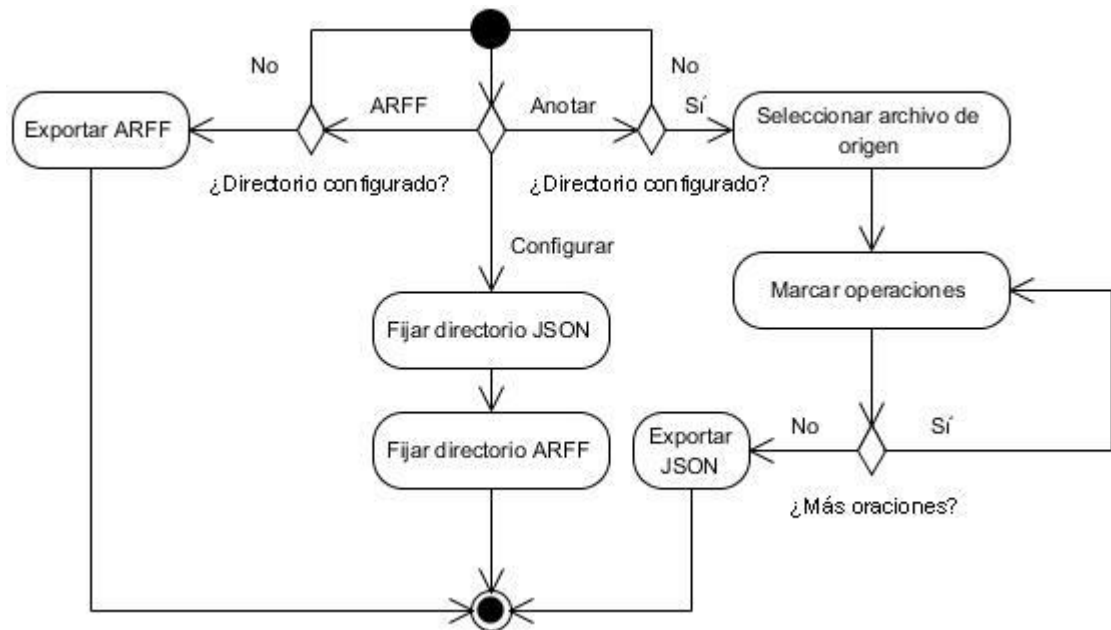 No
No
ARFF
Anotar
Sí
Exportar ARFF
Seleccionar archivo de
origen
¿Directorio configurado?
¿Directorio configurado?
Configurar
Marcar operaciones
Fijar directorio JSON
Fijar directorio ARFF
Exportar
JSON
No
Sí
¿Más oraciones?